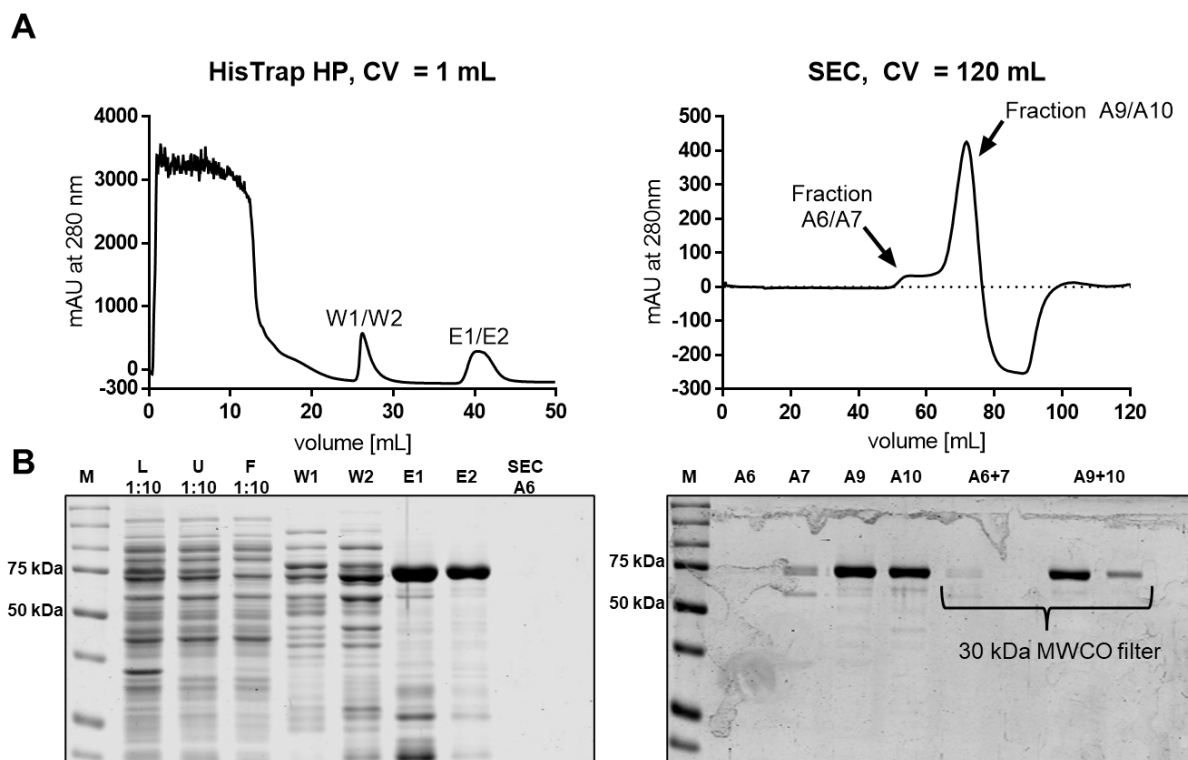 A
HisTrap HP, CV = 1 mL
4000
3000
2000
1000
0
-300
mAU at 280 nm
W1/W2
E1/E2
0 10 20 30 40 50
volume [mL]
SEC, CV = 120 mL
500
400
300
200
100
0
-100
-200
-300
mAU at 280nm
Fraction A9/A10
Fraction
A6/A7
0 20 40 60 80 100 120
volume [mL]
B
M L U F W1 W2 E1 E2 SEC
1:10 1:10 1:10 A6
75 kDa
50 kDa
M A6 A7 A9 A10 A6+7 A9+10
75 kDa
50 kDa
30 kDa MWCO filter